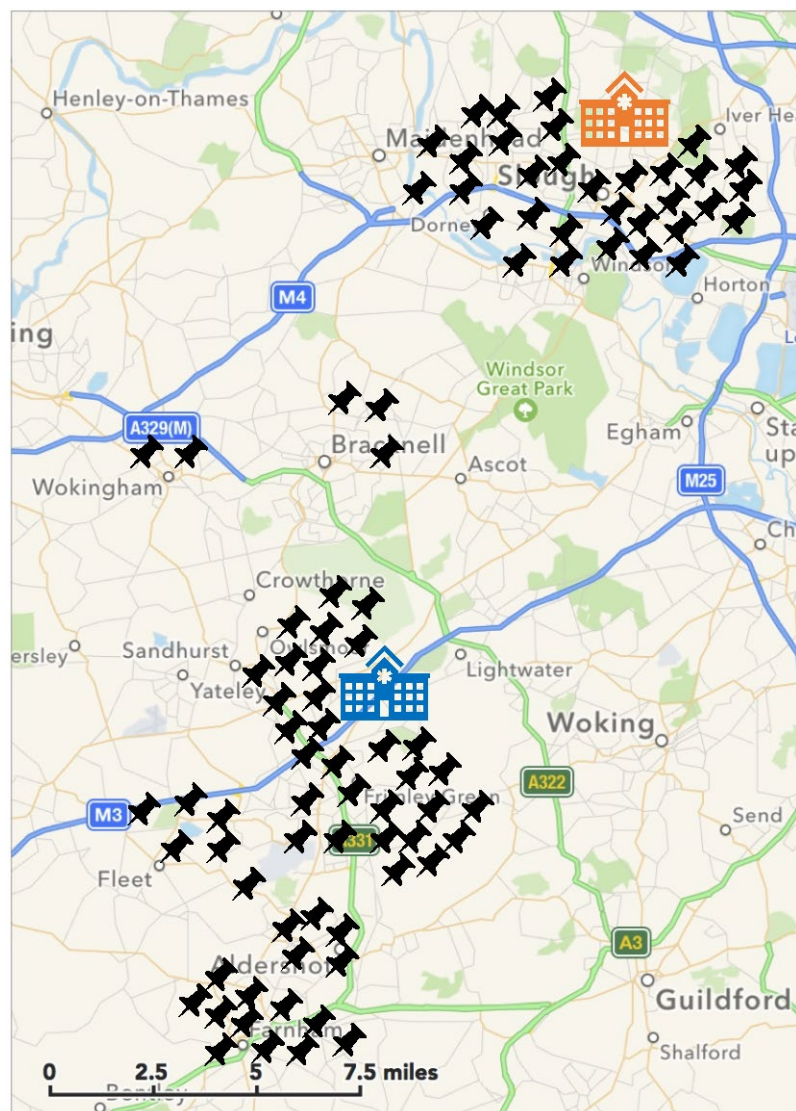 Henley-on-Thames
Iver Hea
Maidenhead
Slough
Dorney
Windsor
Horton
M4
ing
Windsor
Great Park
A329(M)
Egham
Sta
up
Bracknell
Ascot
Wokingham
M25
Ch
Crowthorne
Owlsmoor
ersley
Sandhurst
Lightwater
Yateley
Woking
A322
Frimley Green
M3
Send
A331
Fleet
A3
Aldershot
Guildford
Farnham
Shalford
0 2.5 5 7.5 miles
Bentley